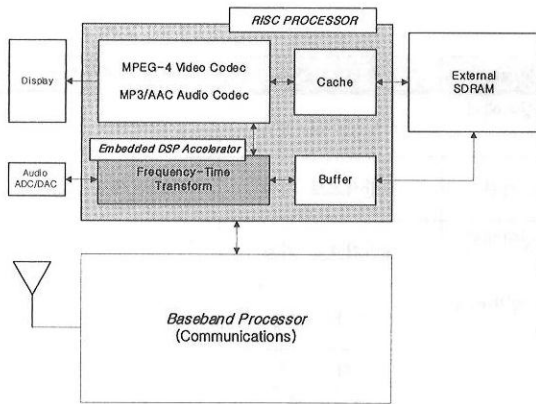 RISC PROCESSOR
Display
MPEG-4 Video Codec
MP3/AAC Audio Codec
Cache
External
SDRAM
Embedded DSP Accelerator
Audio
ADC/DAC
Frequency-Time
Transform
Buffer
Baseband Processor
(Communications)